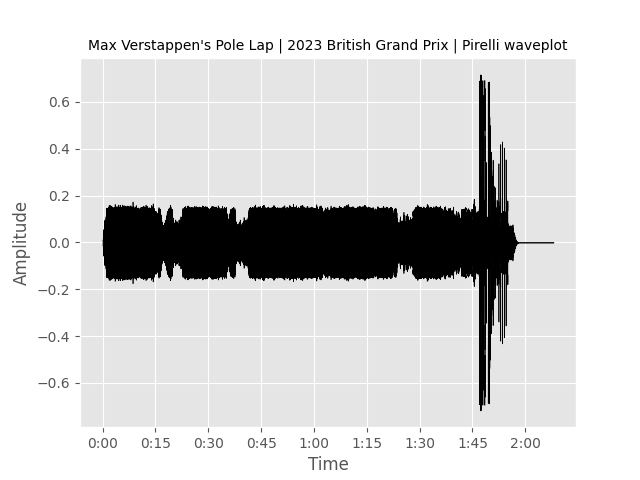 Max Verstappen's Pole Lap | 2023 British Grand Prix | Pirelli waveplot
0.6
0.4
0.2
0.0
−0.2
−0.4
−0.6
Amplitude
0:00 0:15 0:30 0:45 1:00 1:15 1:30 1:45 2:00
Time